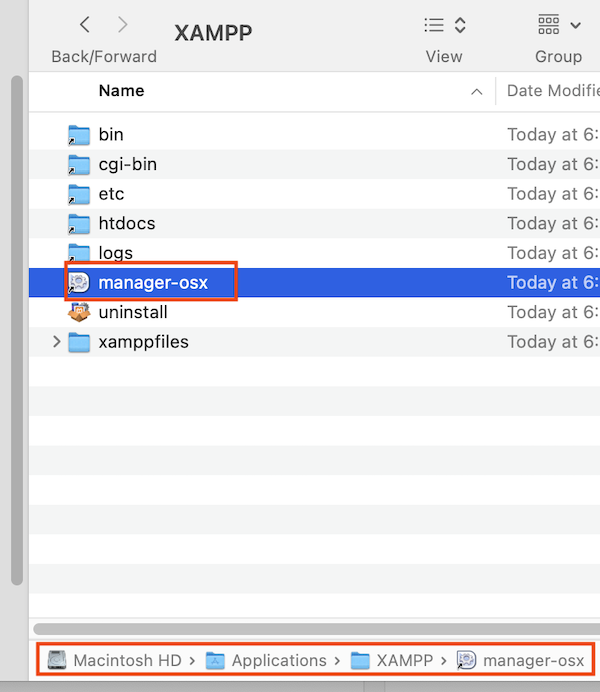 XAMPP
Back/Forward View Group
Name Date Modifie
bin Today at 6:
cgi-bin Today at 6:
etc Today at 6:
htdocs Today at 6:
logs Today at 6:
manager-osx Today at 6:
uninstall Today at 6:
xamppfiles Today at 6:
Macintosh HD › Applications › XAMPP › manager-osx